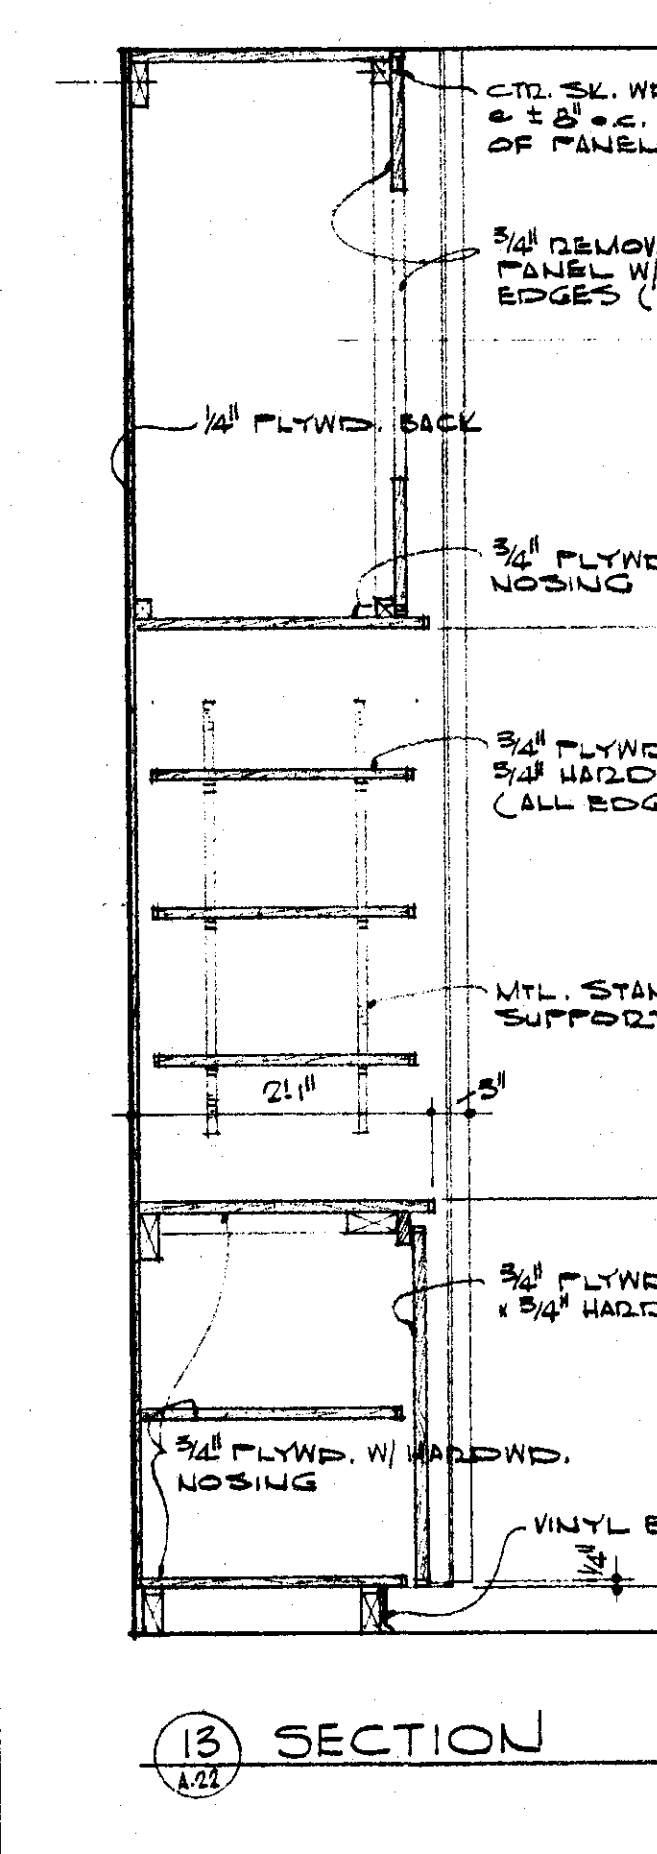 CTR. SK. W
@ ± 8" o.c.
OF PANEL
3/4" REMOV
PANEL W/
EDGES (
1/4" PLYWD. BACK
3/4" PLYWD
NOSING
3/4" PLYWD
3/4" HARD
(ALL EDG
MTL. STAN
SUPPORT
2'1"
3"
3/4" PLYWD
x 3/4" HARD
3/4" PLYWD. W/ HARDWD.
NOSING
VINYL B
1/4"
13 SECTION
A-22